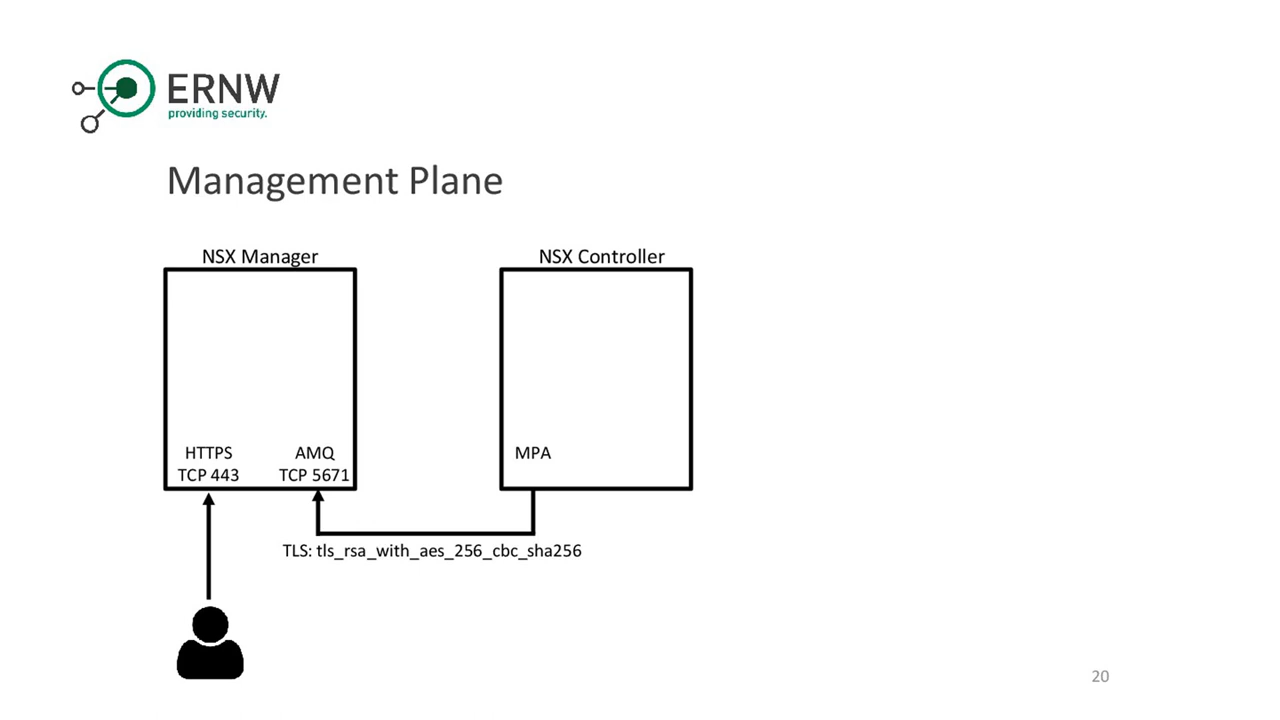 ERNW
providing security.
Management Plane
NSX Manager
NSX Controller
HTTPS
TCP 443
AMQ
TCP 5671
MPA
TLS: tls_rsa_with_aes_256_cbc_sha256
20